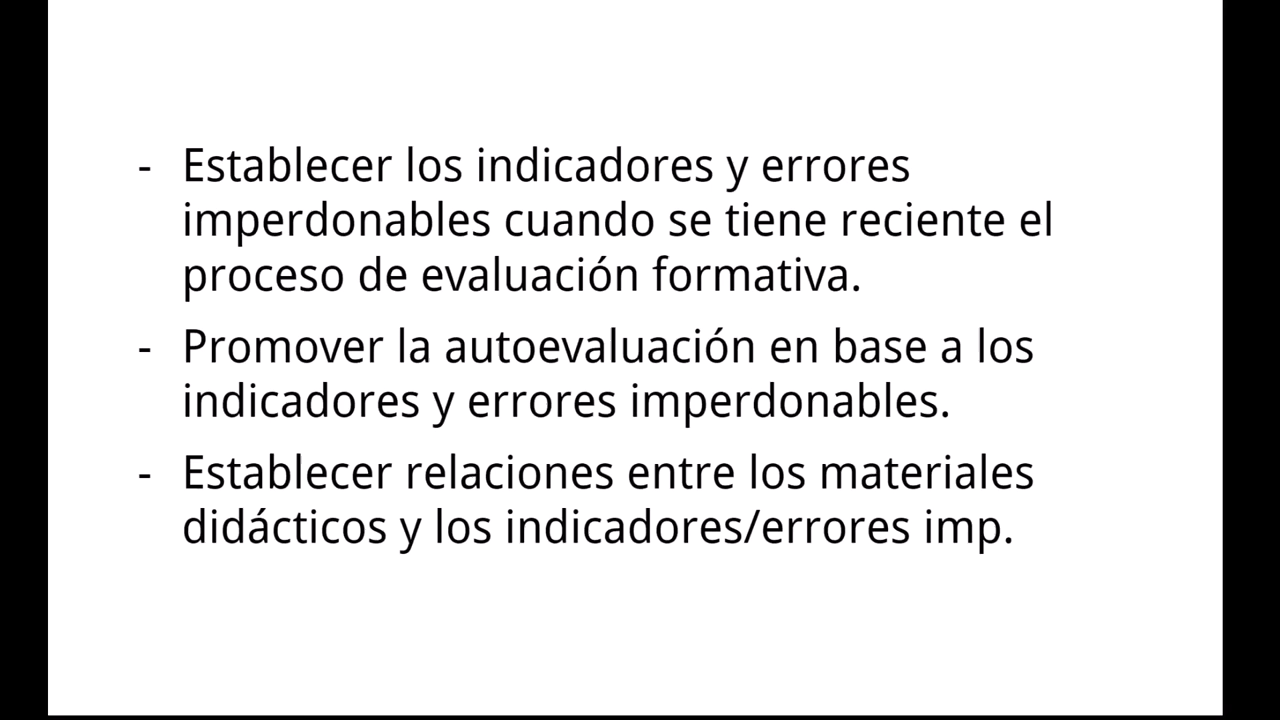 - Establecer los indicadores y errores
imperdonables cuando se tiene reciente el
proceso de evaluación formativa.
- Promover la autoevaluación en base a los
indicadores y errores imperdonables.
- Establecer relaciones entre los materiales
didácticos y los indicadores/errores imp.